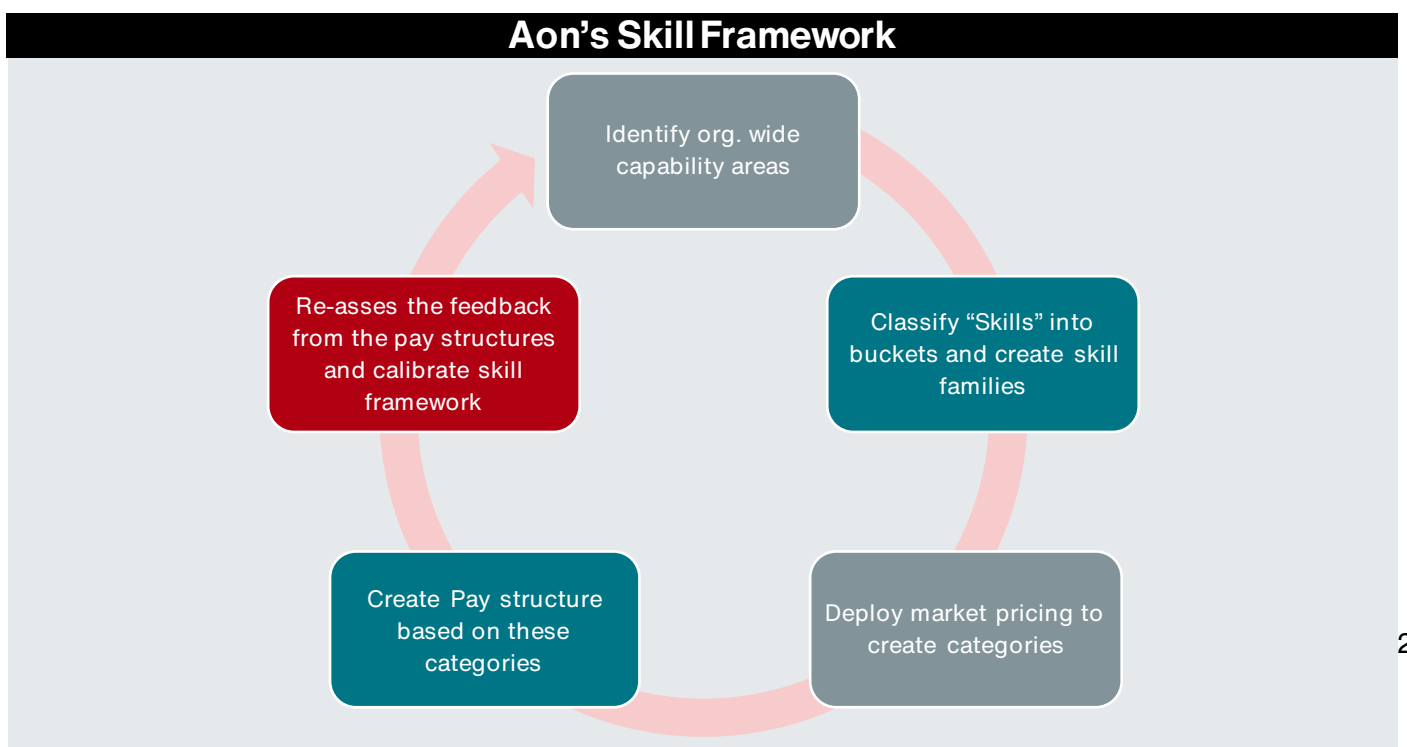 Aon's Skill Framework
Identify org. wide
capability areas
Classify “Skills” into
buckets and create skill
families
Deploy market pricing to
create categories
Create Pay structure
based on these
categories
Re-asses the feedback
from the pay structures
and calibrate skill
framework
2